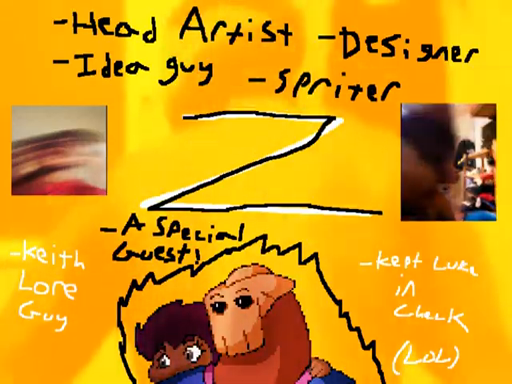 -Head Artist -Designer
-Idea guy -Spriter
Z
-A Special
Guest!
-Keith
Lore
Guy
-Kept Luke
in
Check
(LOL)